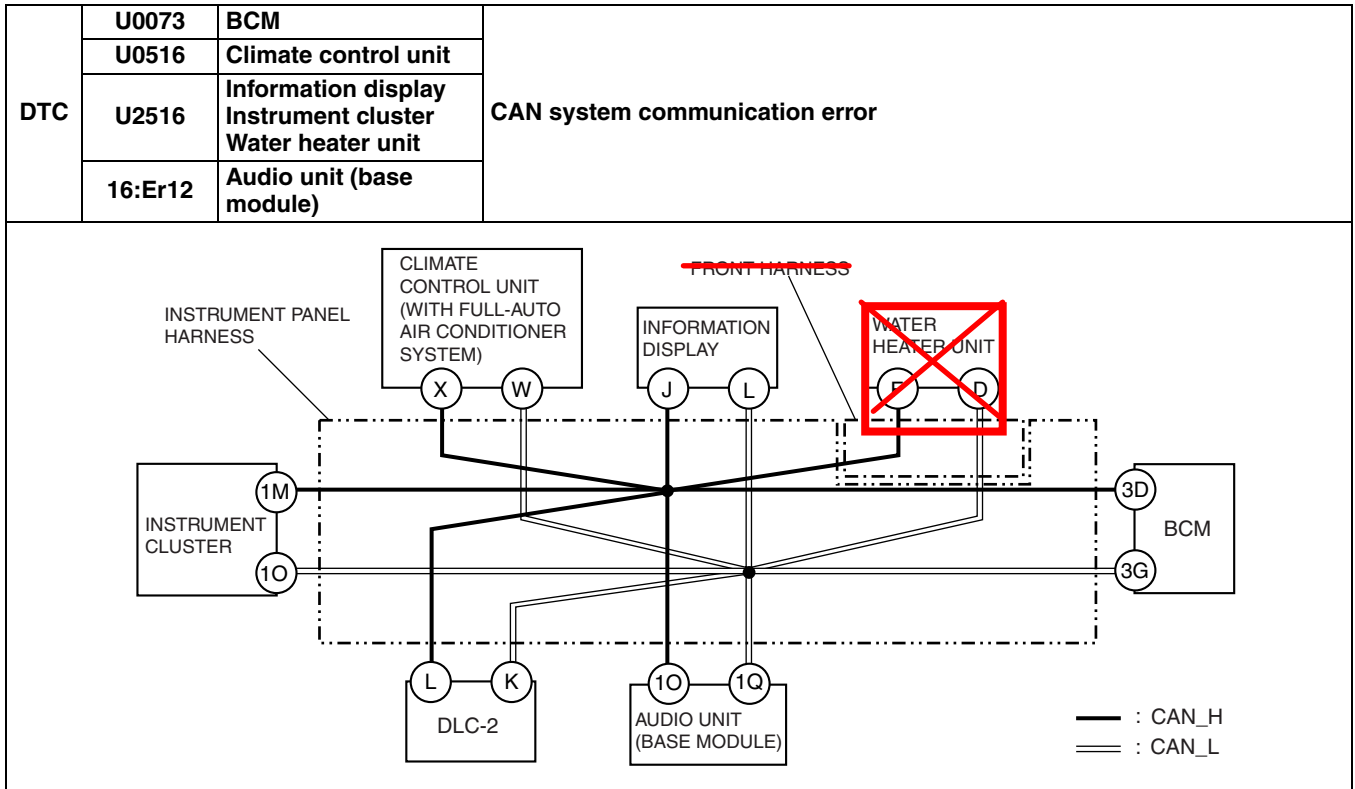 DTC
U0073
BCM
U0516
Climate control unit
U2516
Information display
Instrument cluster
Water heater unit
16:Er12
Audio unit (base
module)
CAN system communication error
INSTRUMENT PANEL
HARNESS
CLIMATE
CONTROL UNIT
(WITH FULL-AUTO
AIR CONDITIONER
SYSTEM)
X
W
INFORMATION
DISPLAY
J
L
FRONT HARNESS
WATER
HEATER UNIT
D
INSTRUMENT
CLUSTER
1M
1O
3D
3G
BCM
L
K
DLC-2
1O
1Q
AUDIO UNIT
(BASE MODULE)
: CAN_H
: CAN_L